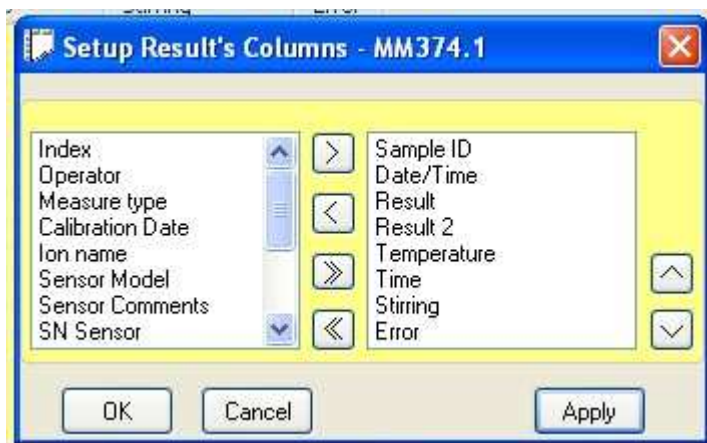 Setup Result's Columns - MM374.1
Index
Operator
Measure type
Calibration Date
Ion name
Sensor Model
Sensor Comments
SN Sensor
>
<
>>
<<
Sample ID
Date/Time
Result
Result 2
Temperature
Time
Stirring
Error
OK
Cancel
Apply